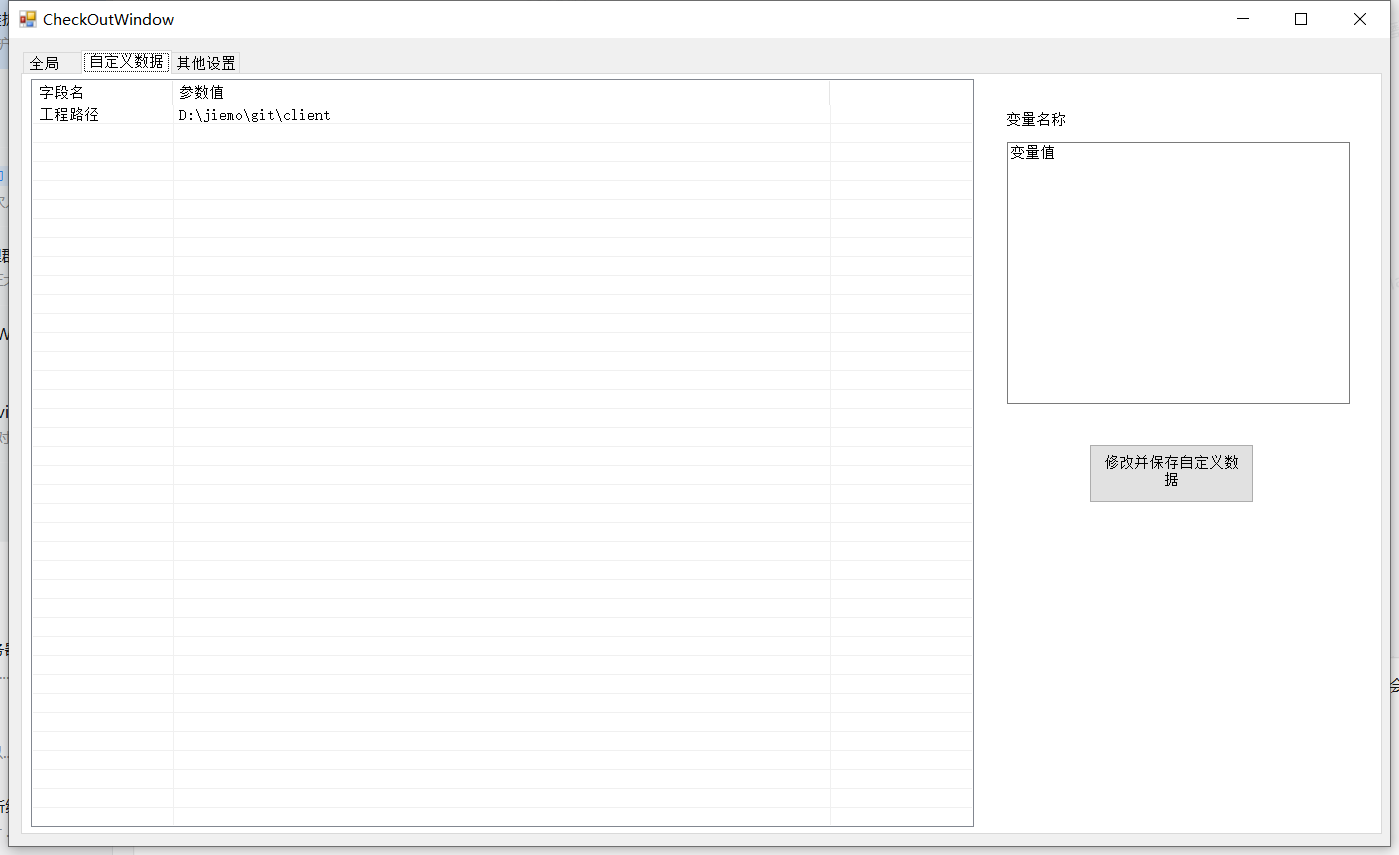 CheckOutWindow
全局 自定义数据 其他设置
字段名 参数值
工程路径 D:\jiemo\git\client
变量名称
变量值
修改并保存自定义数
据